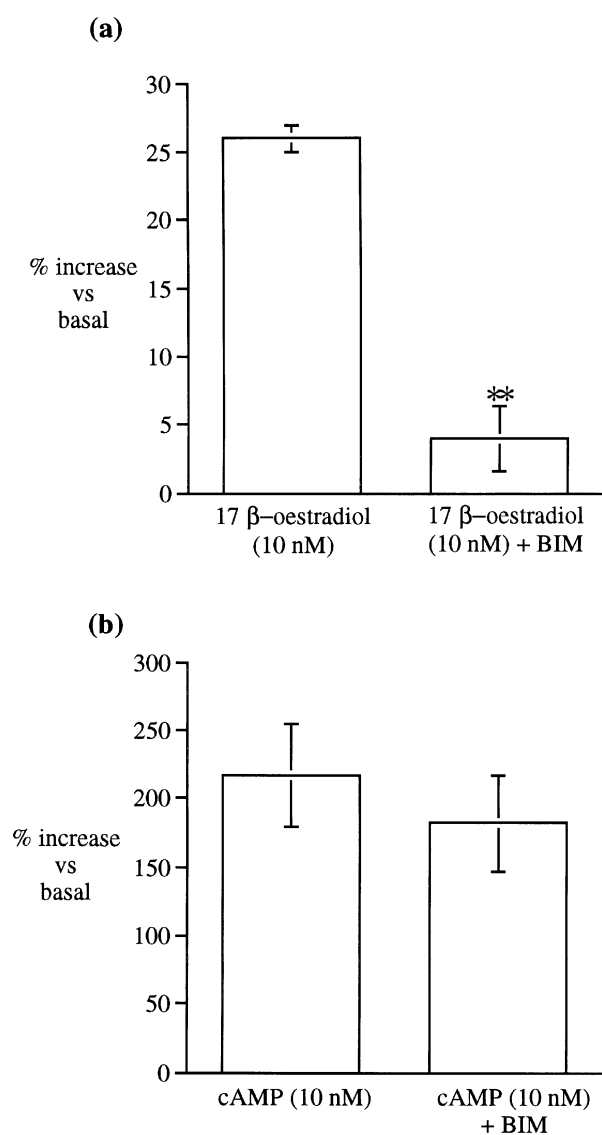 (a)
30
25
20
15
10
5
0
% increase
vs
basal
**
17 β–oestradiol
(10 nM)
17 β–oestradiol
(10 nM) + BIM
(b)
300
250
200
150
100
50
0
% increase
vs
basal
cAMP (10 nM)
cAMP (10 nM)
+ BIM